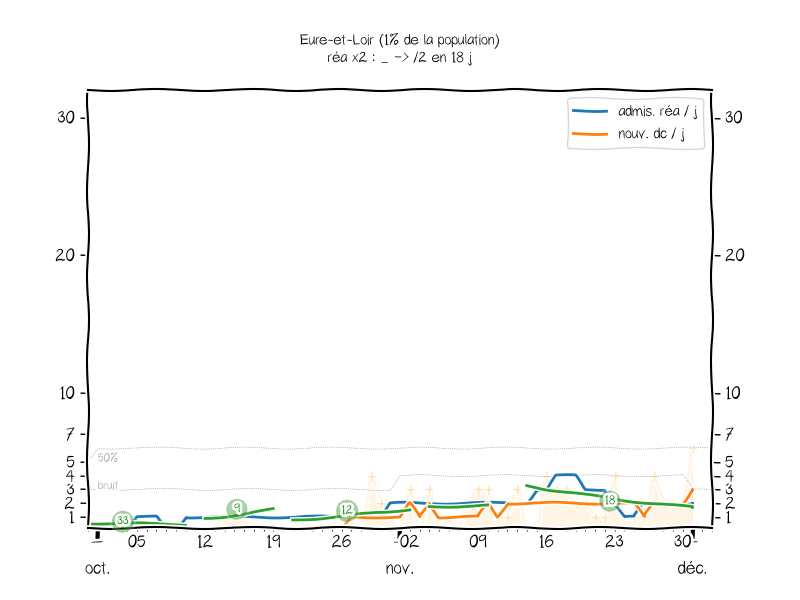 Eure-et-Loir (1% de la population)
réa x2 : _ -> /2 en 18 j
admis. réa / j
nouv. dc / j
30 30
20 20
10 10
7 7
50%
5 5
4 4
bruit
3 3
2 2
1 1
33 9 12 18
05 12 19 26 02 09 16 23 30
oct. nov. déc.